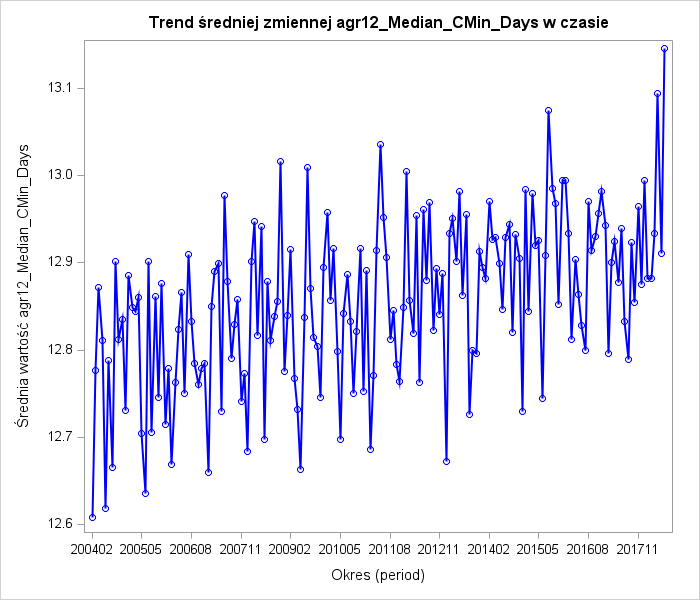 Trend średniej zmiennej agr12_Median_CMin_Days w czasie
Średnia wartość agr12_Median_CMin_Days
13.1
13.0
12.9
12.8
12.7
12.6
200402 200505 200608 200711 200902 201005 201108 201211 201402 201505 201608 201711
Okres (period)